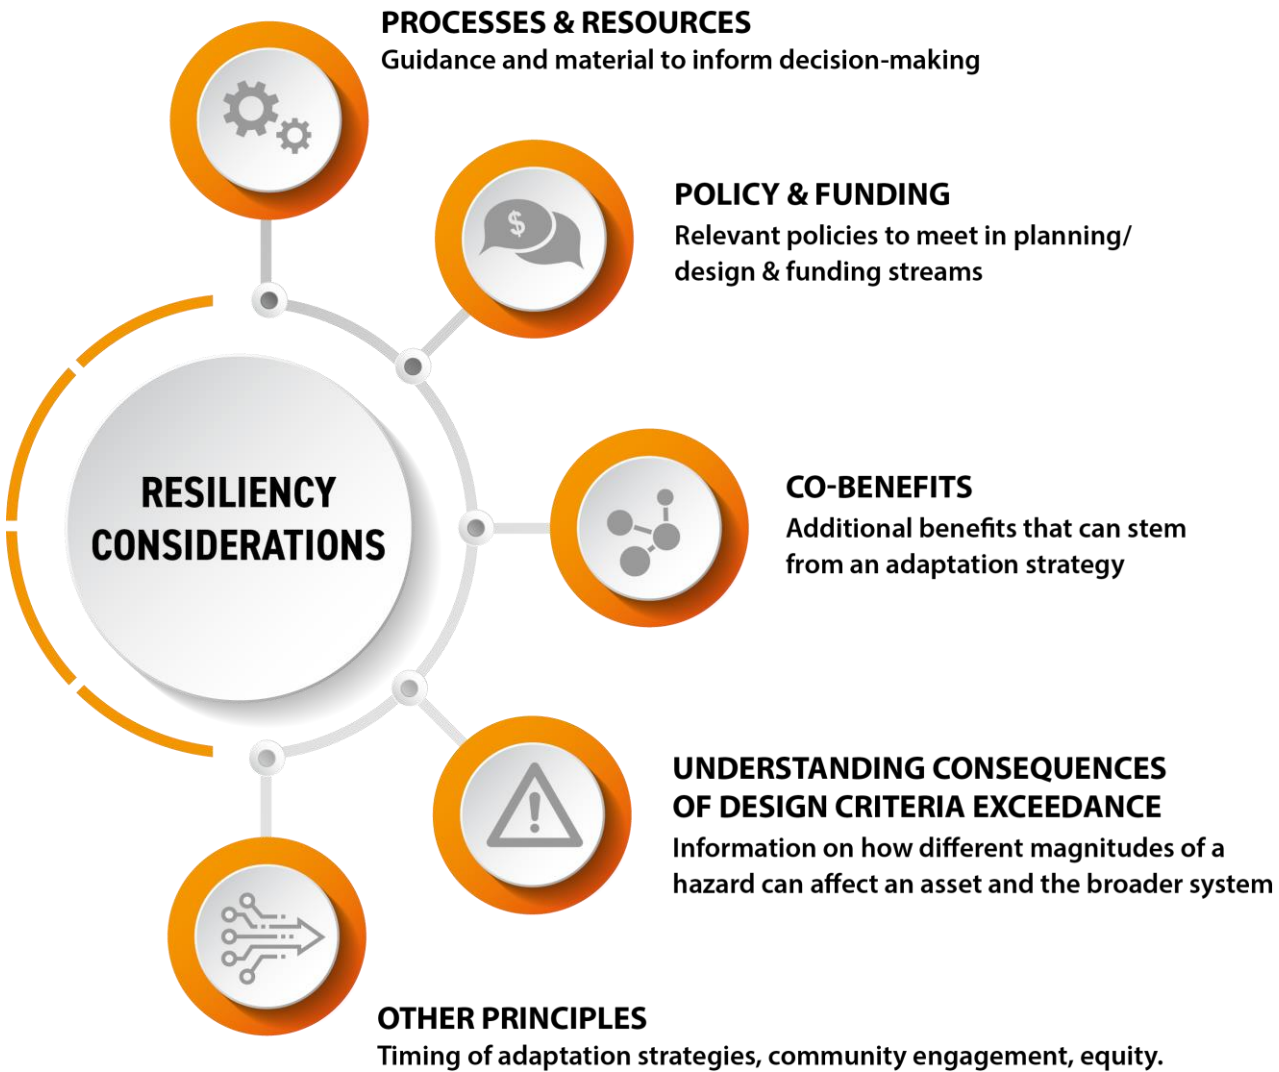 PROCESSES & RESOURCES
Guidance and material to inform decision-making
$
POLICY & FUNDING
Relevant policies to meet in planning/
design & funding streams
RESILIENCY
CONSIDERATIONS
CO-BENEFITS
Additional benefits that can stem
from an adaptation strategy
UNDERSTANDING CONSEQUENCES
OF DESIGN CRITERIA EXCEEDANCE
Information on how different magnitudes of a
hazard can affect an asset and the broader system
OTHER PRINCIPLES
Timing of adaptation strategies, community engagement, equity.